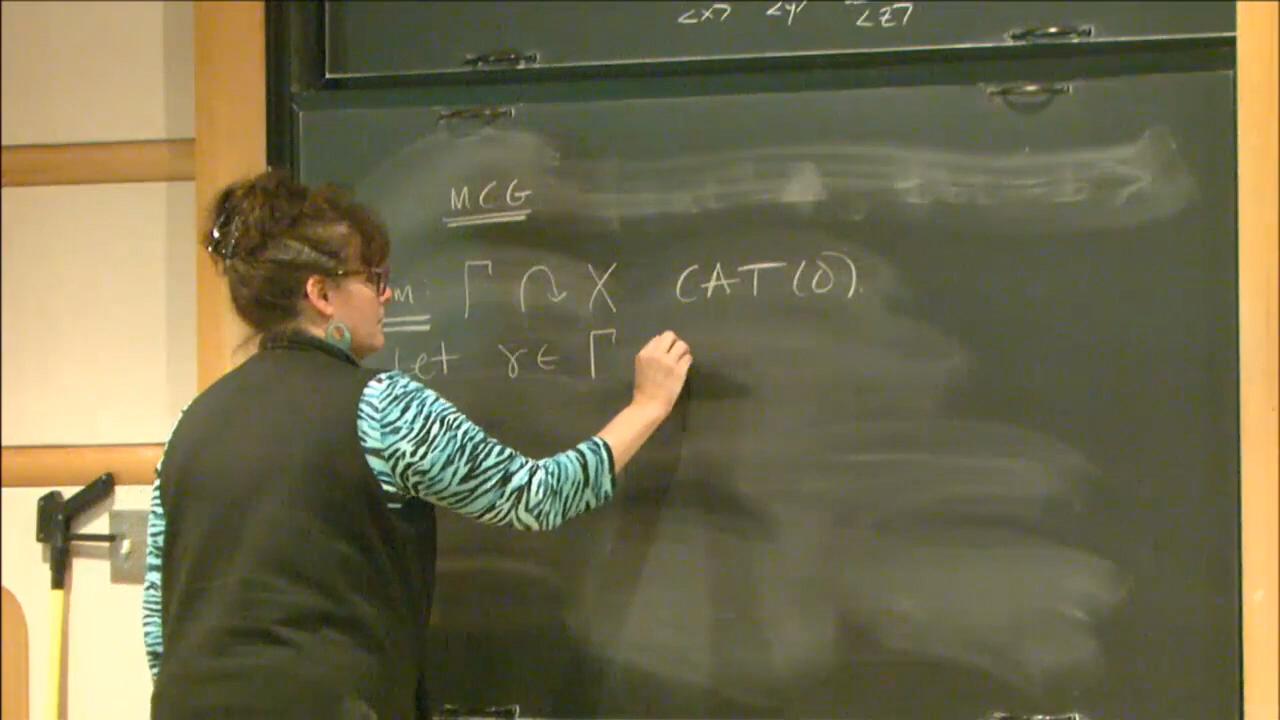 <x> <y> <z>
MCG
m: Γ ↷ X CAT(0).
Let γ ∈ Γ